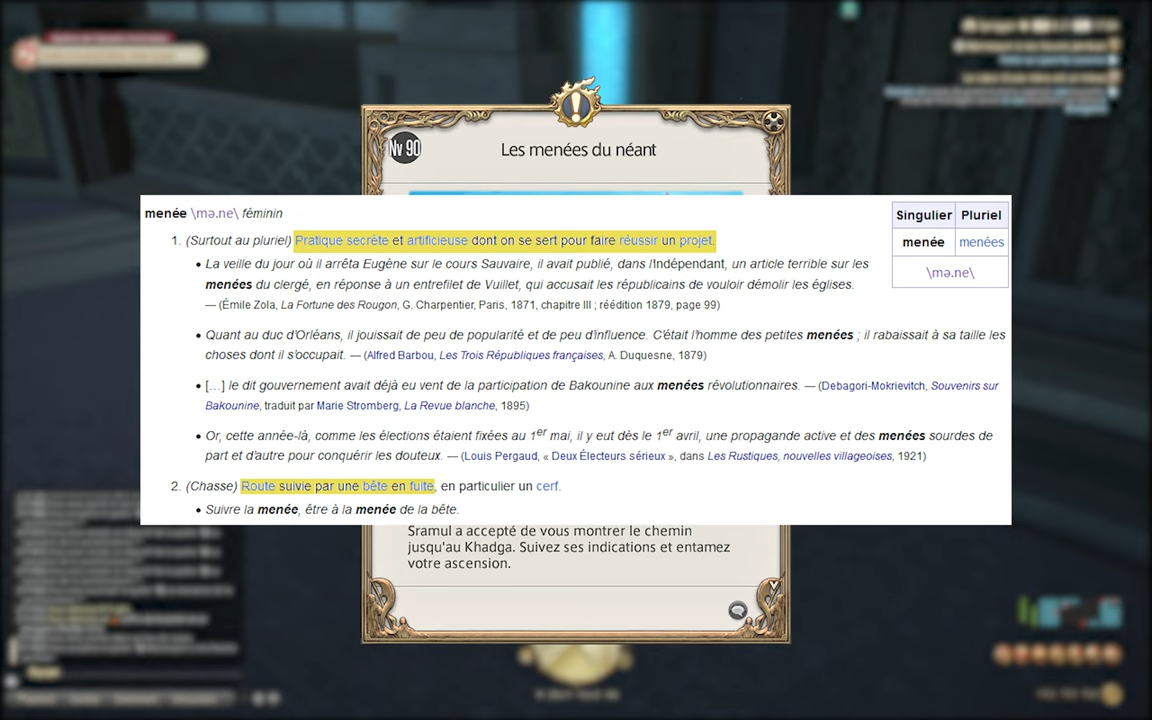 Nv 90
Les menées du néant
menée \mə.ne\ féminin
Singulier Pluriel
menée menées
\mə.ne\
1. (Surtout au pluriel) Pratique secrète et artificieuse dont on se sert pour faire réussir un projet.
• La veille du jour où il arrêta Eugène sur le cours Sauvaire, il avait publié, dans l'Indépendant, un article terrible sur les
menées du clergé, en réponse à un entrefilet de Vuillet, qui accusait les républicains de vouloir démolir les églises.
— (Émile Zola, La Fortune des Rougon, G. Charpentier, Paris, 1871, chapitre III ; réédition 1879, page 99)
• Quant au duc d'Orléans, il jouissait de peu de popularité et de peu d'influence. C'était l'homme des petites menées ; il rabaissait à sa taille les
choses dont il s'occupait. — (Alfred Barbou, Les Trois Républiques françaises, A. Duquesne, 1879)
• […] le dit gouvernement avait déjà eu vent de la participation de Bakounine aux menées révolutionnaires. — (Debagori-Mokrievitch, Souvenirs sur
Bakounine, traduit par Marie Stromberg, La Revue blanche, 1895)
• Or, cette année-là, comme les élections étaient fixées au 1er mai, il y eut dès le 1er avril, une propagande active et des menées sourdes de
part et d'autre pour conquérir les douteux. — (Louis Pergaud, « Deux Électeurs sérieux », dans Les Rustiques, nouvelles villageoises, 1921)
2. (Chasse) Route suivie par une bête en fuite, en particulier un cerf.
• Suivre la menée, être à la menée de la bête.
Sramul a accepté de vous montrer le chemin
jusqu'au Khadga. Suivez ses indications et entamez
votre ascension.